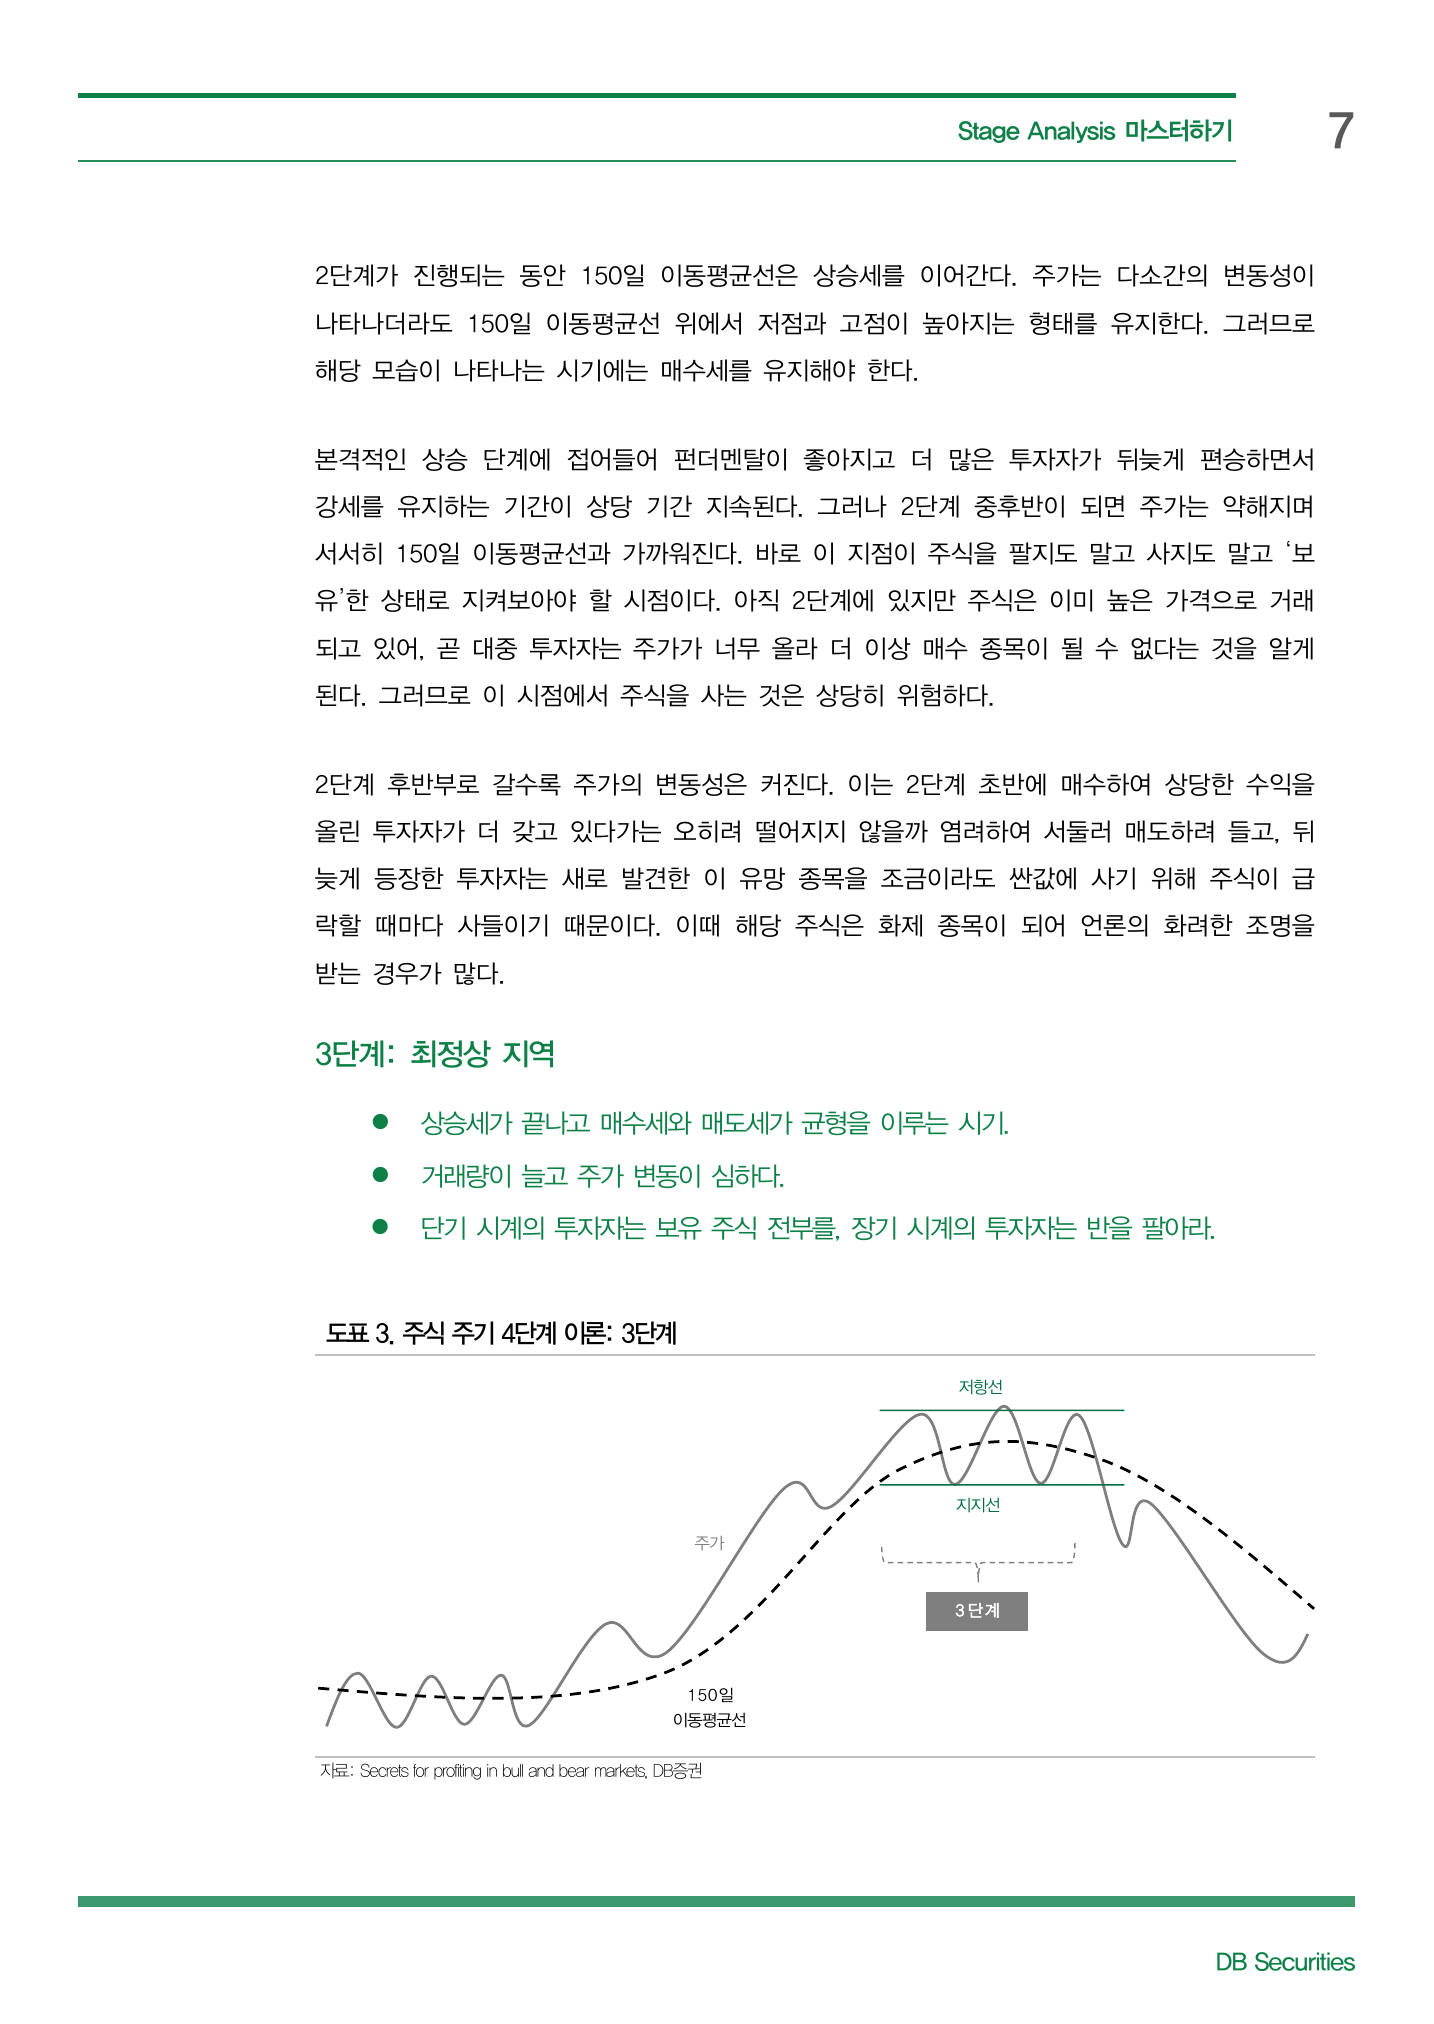 Stage Analysis 마스터하기
7
2단계가 진행되는 동안 150일 이동평균선은 상승세를 이어간다. 주가는 다소간의 변동성이
나타나더라도 150일 이동평균선 위에서 저점과 고점이 높아지는 형태를 유지한다. 그러므로
해당 모습이 나타나는 시기에는 매수세를 유지해야 한다.
본격적인 상승 단계에 접어들어 펀더멘탈이 좋아지고 더 많은 투자자가 뒤늦게 편승하면서
강세를 유지하는 기간이 상당 기간 지속된다. 그러나 2단계 중후반이 되면 주가는 약해지며
서서히 150일 이동평균선과 가까워진다. 바로 이 지점이 주식을 팔지도 말고 사지도 말고 ‘보
유’한 상태로 지켜보아야 할 시점이다. 아직 2단계에 있지만 주식은 이미 높은 가격으로 거래
되고 있어, 곧 대중 투자자는 주가가 너무 올라 더 이상 매수 종목이 될 수 없다는 것을 알게
된다. 그러므로 이 시점에서 주식을 사는 것은 상당히 위험하다.
2단계 후반부로 갈수록 주가의 변동성은 커진다. 이는 2단계 초반에 매수하여 상당한 수익을
올린 투자자가 더 갖고 있다가는 오히려 떨어지지 않을까 염려하여 서둘러 매도하려 들고, 뒤
늦게 등장한 투자자는 새로 발견한 이 유망 종목을 조금이라도 싼값에 사기 위해 주식이 급
락할 때마다 사들이기 때문이다. 이때 해당 주식은 화제 종목이 되어 언론의 화려한 조명을
받는 경우가 많다.
3단계: 최정상 지역
● 상승세가 끝나고 매수세와 매도세가 균형을 이루는 시기.
● 거래량이 늘고 주가 변동이 심하다.
● 단기 시계의 투자자는 보유 주식 전부를, 장기 시계의 투자자는 반을 팔아라.
도표 3. 주식 주기 4단계 이론: 3단계
저항선
지지선
주가
3단계
150일
이동평균선
자료: Secrets for profiting in bull and bear markets, DB증권
DB Securities